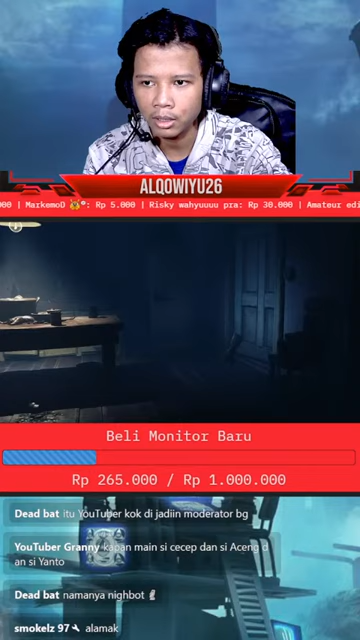 ALQOWIYU26
000 | MarkemoD 🐯®: Rp 5.000 | Risky wahyuuuu pra: Rp 30.000 | Amateur edi
Beli Monitor Baru
Rp 265.000 / Rp 1.000.000
Dead bat itu YouTuber kok di jadiin moderator bg
YouTuber Granny kapan main si cecep dan si Aceng d
an si Yanto
Dead bat namanya nighbot
smokelz 97 alamak